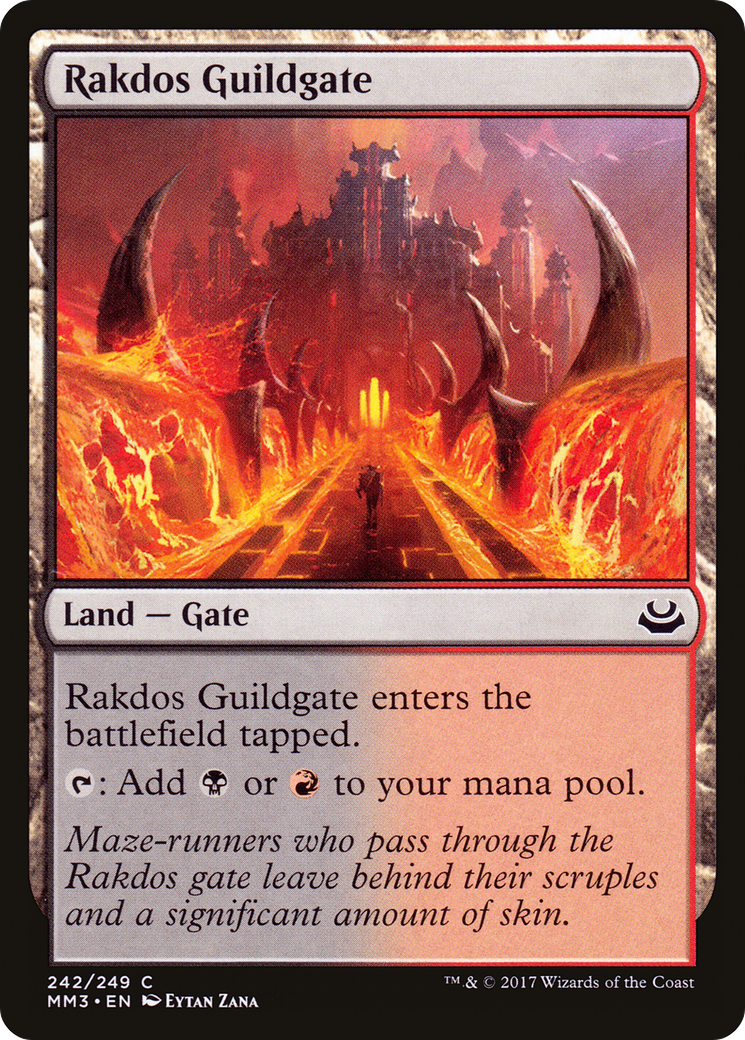 Rakdos Guildgate
Land — Gate
Rakdos Guildgate enters the
battlefield tapped.
: Add or to your mana pool.
Maze-runners who pass through the
Rakdos gate leave behind their scruples
and a significant amount of skin.
242/249 C
™ & © 2017 Wizards of the Coast
MM3 • EN Eytan Zana